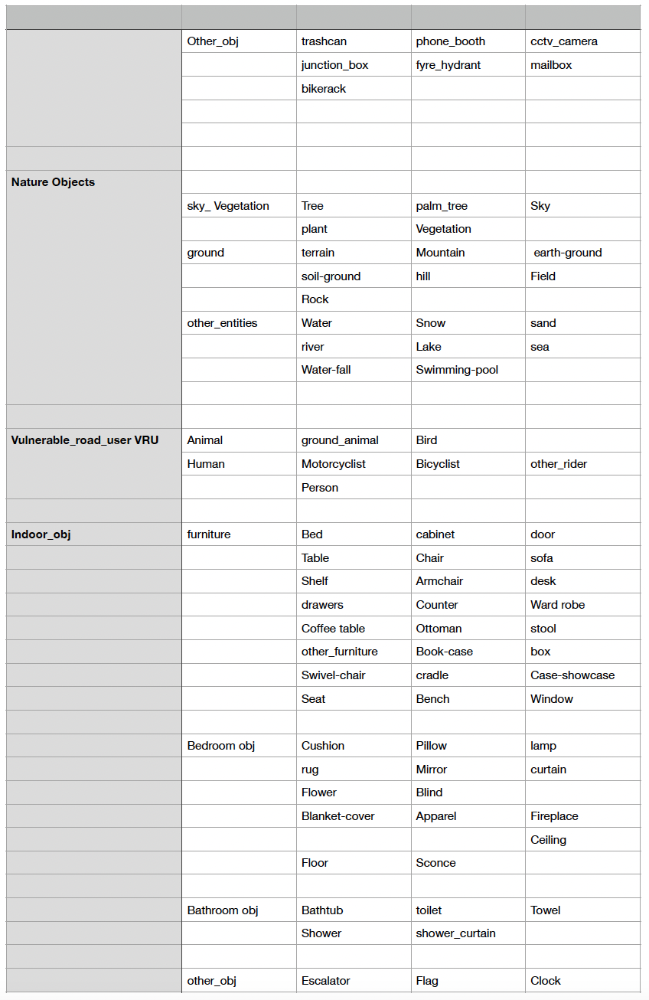 Other_obj trashcan phone_booth cctv_camera
junction_box fyre_hydrant mailbox
bikerack
Nature Objects
sky_ Vegetation Tree palm_tree Sky
plant Vegetation
ground terrain Mountain earth-ground
soil-ground hill Field
Rock
other_entities Water Snow sand
river Lake sea
Water-fall Swimming-pool
Vulnerable_road_user VRU Animal ground_animal Bird
Human Motorcyclist Bicyclist other_rider
Person
Indoor_obj furniture Bed cabinet door
Table Chair sofa
Shelf Armchair desk
drawers Counter Ward robe
Coffee table Ottoman stool
other_furniture Book-case box
Swivel-chair cradle Case-showcase
Seat Bench Window
Bedroom obj Cushion Pillow lamp
rug Mirror curtain
Flower Blind
Blanket-cover Apparel Fireplace
Ceiling
Floor Sconce
Bathroom obj Bathtub toilet Towel
Shower shower_curtain
other_obj Escalator Flag Clock